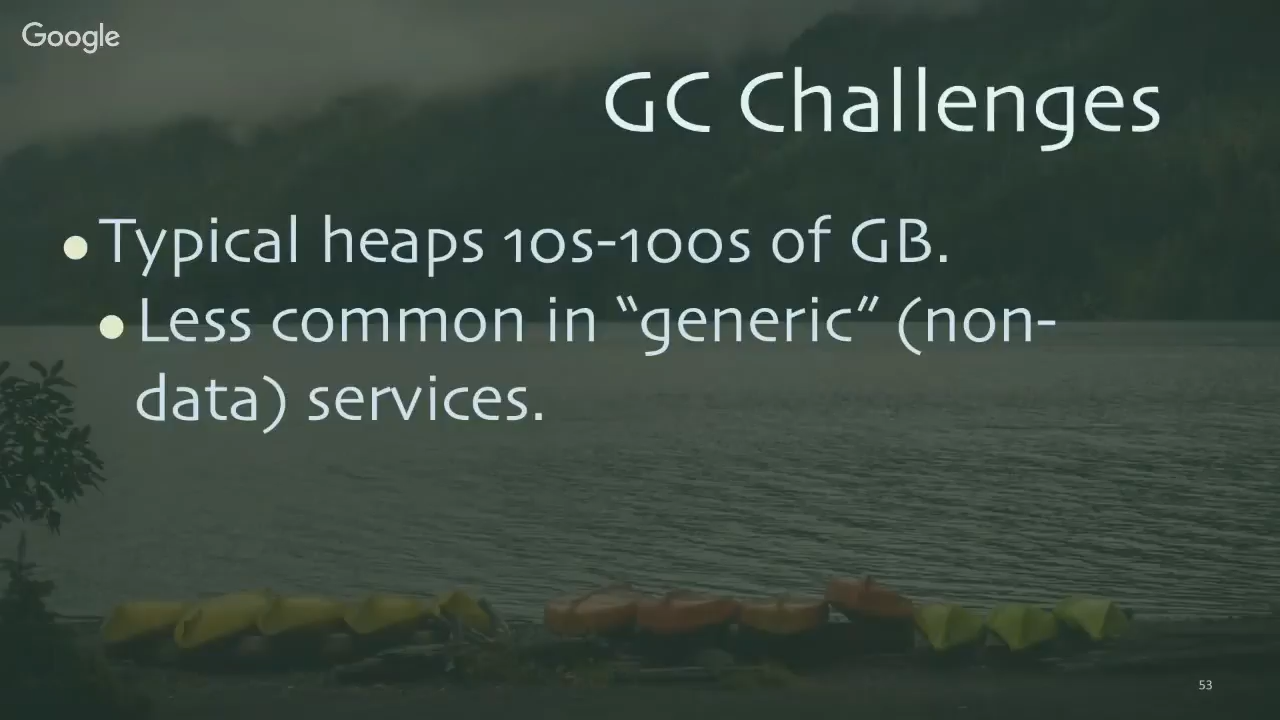 Google
GC Challenges
• Typical heaps 10s-100s of GB.
• Less common in “generic” (non-
data) services.
53